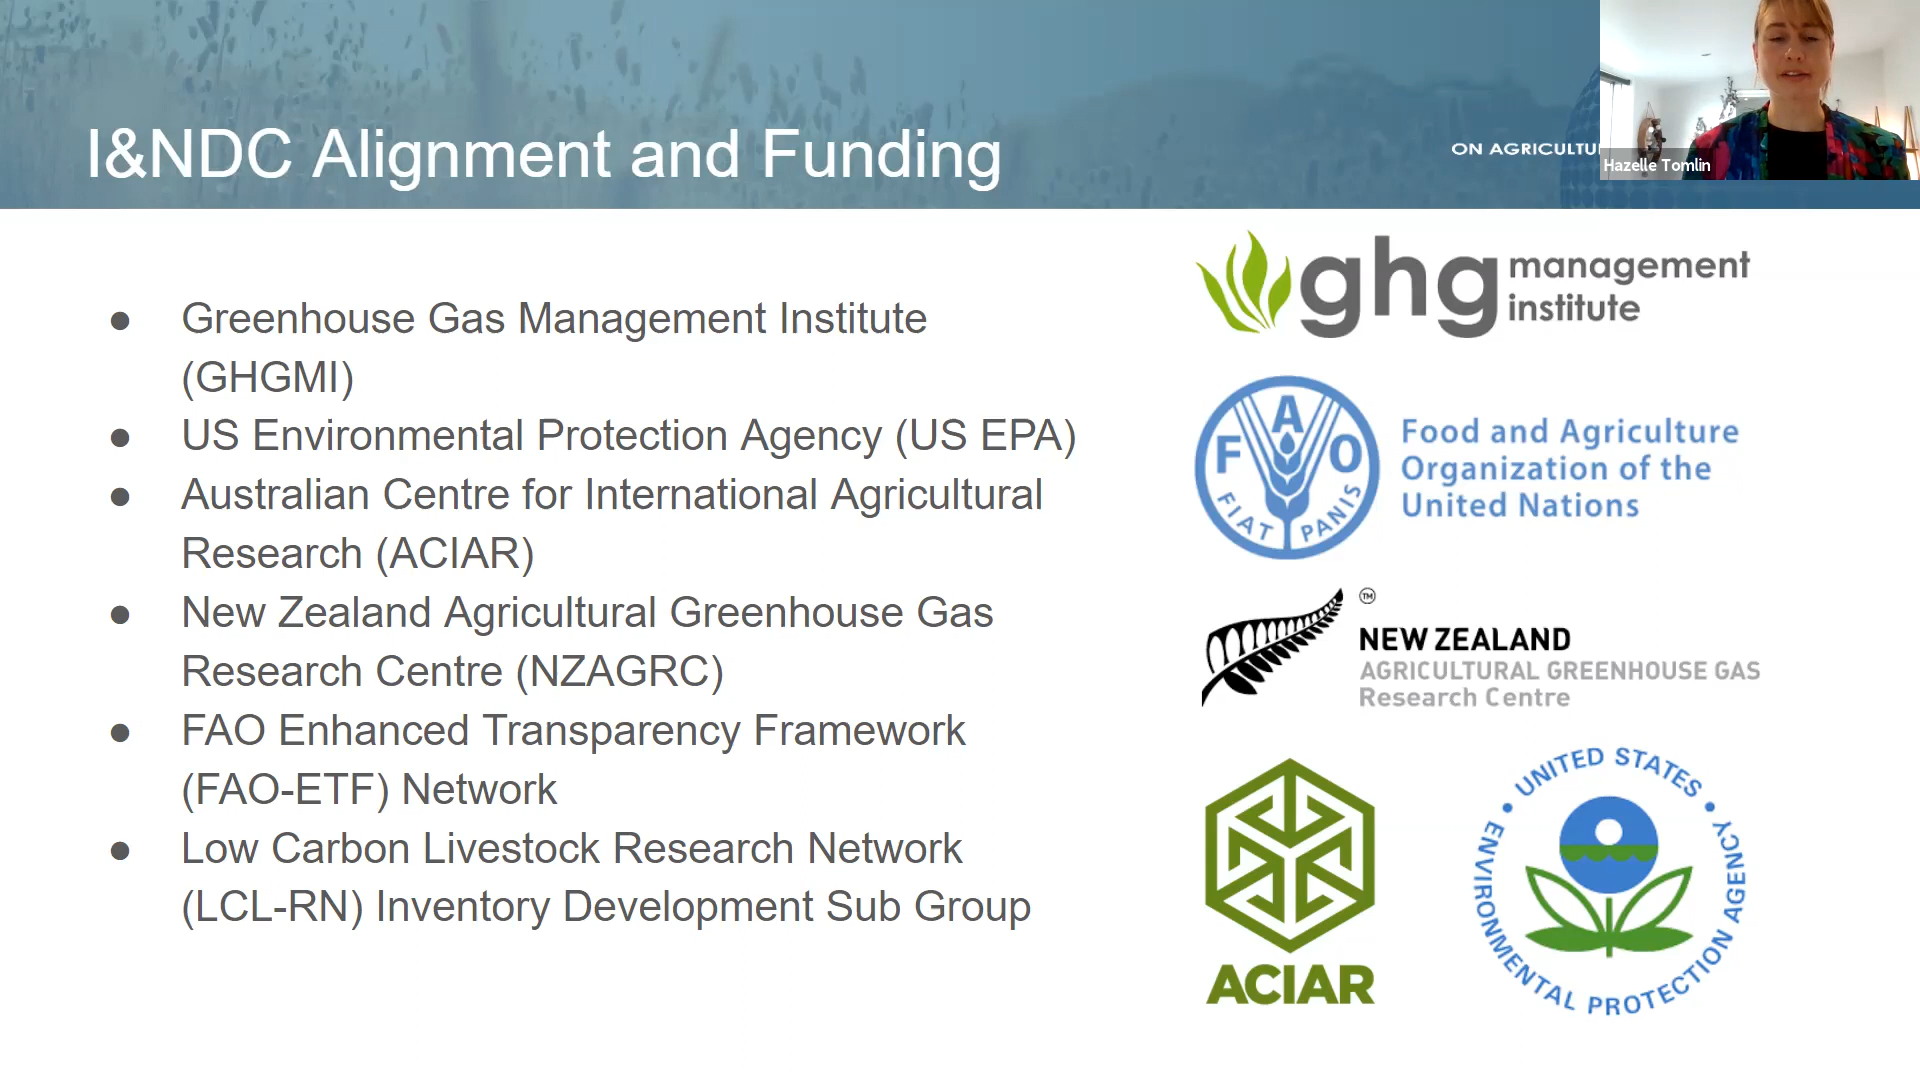 I&NDC Alignment and Funding
ON AGRICULTU
Hazelle Tomlin
● Greenhouse Gas Management Institute
(GHGMI)
● US Environmental Protection Agency (US EPA)
● Australian Centre for International Agricultural
Research (ACIAR)
● New Zealand Agricultural Greenhouse Gas
Research Centre (NZAGRC)
● FAO Enhanced Transparency Framework
(FAO-ETF) Network
● Low Carbon Livestock Research Network
(LCL-RN) Inventory Development Sub Group
ghg management
institute
F A O
FIAT PANIS
Food and Agriculture
Organization of the
United Nations
TM
NEW ZEALAND
AGRICULTURAL GREENHOUSE GAS
Research Centre
ACIAR
UNITED STATES
ENVIRONMENTAL PROTECTION AGENCY